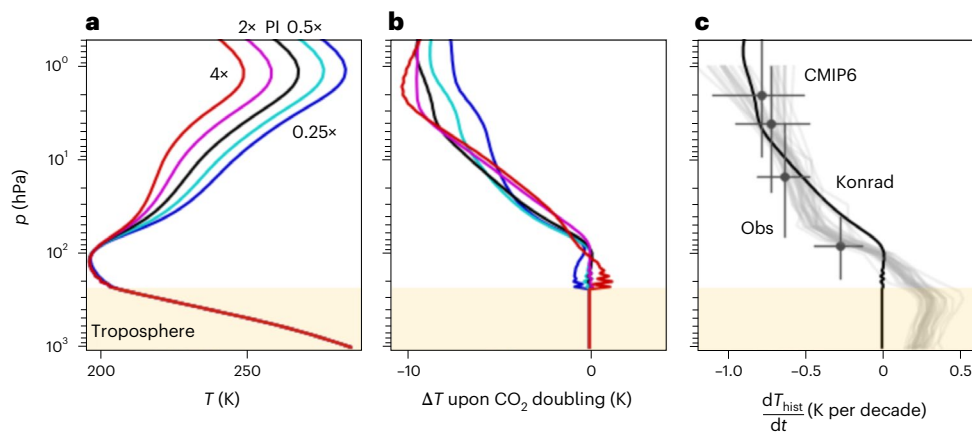 a
b
c
2× PI 0.5×
4×
0.25×
CMIP6
Konrad
Obs
Troposphere
p (hPa)
10⁰
10¹
10²
10³
200 250
−10 0
−1.0 −0.5 0 0.5
T (K)
ΔT upon CO₂ doubling (K)
dT_hist/dt (K per decade)